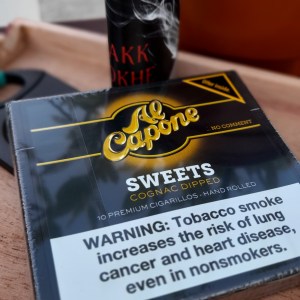 Al
Capone
NO COMMENT
SWEETS
COGNAC DIPPED
10 PREMIUM CIGARILLOS · HAND ROLLED
WARNING: Tobacco smoke
increases the risk of lung
cancer and heart disease,
even in nonsmokers.